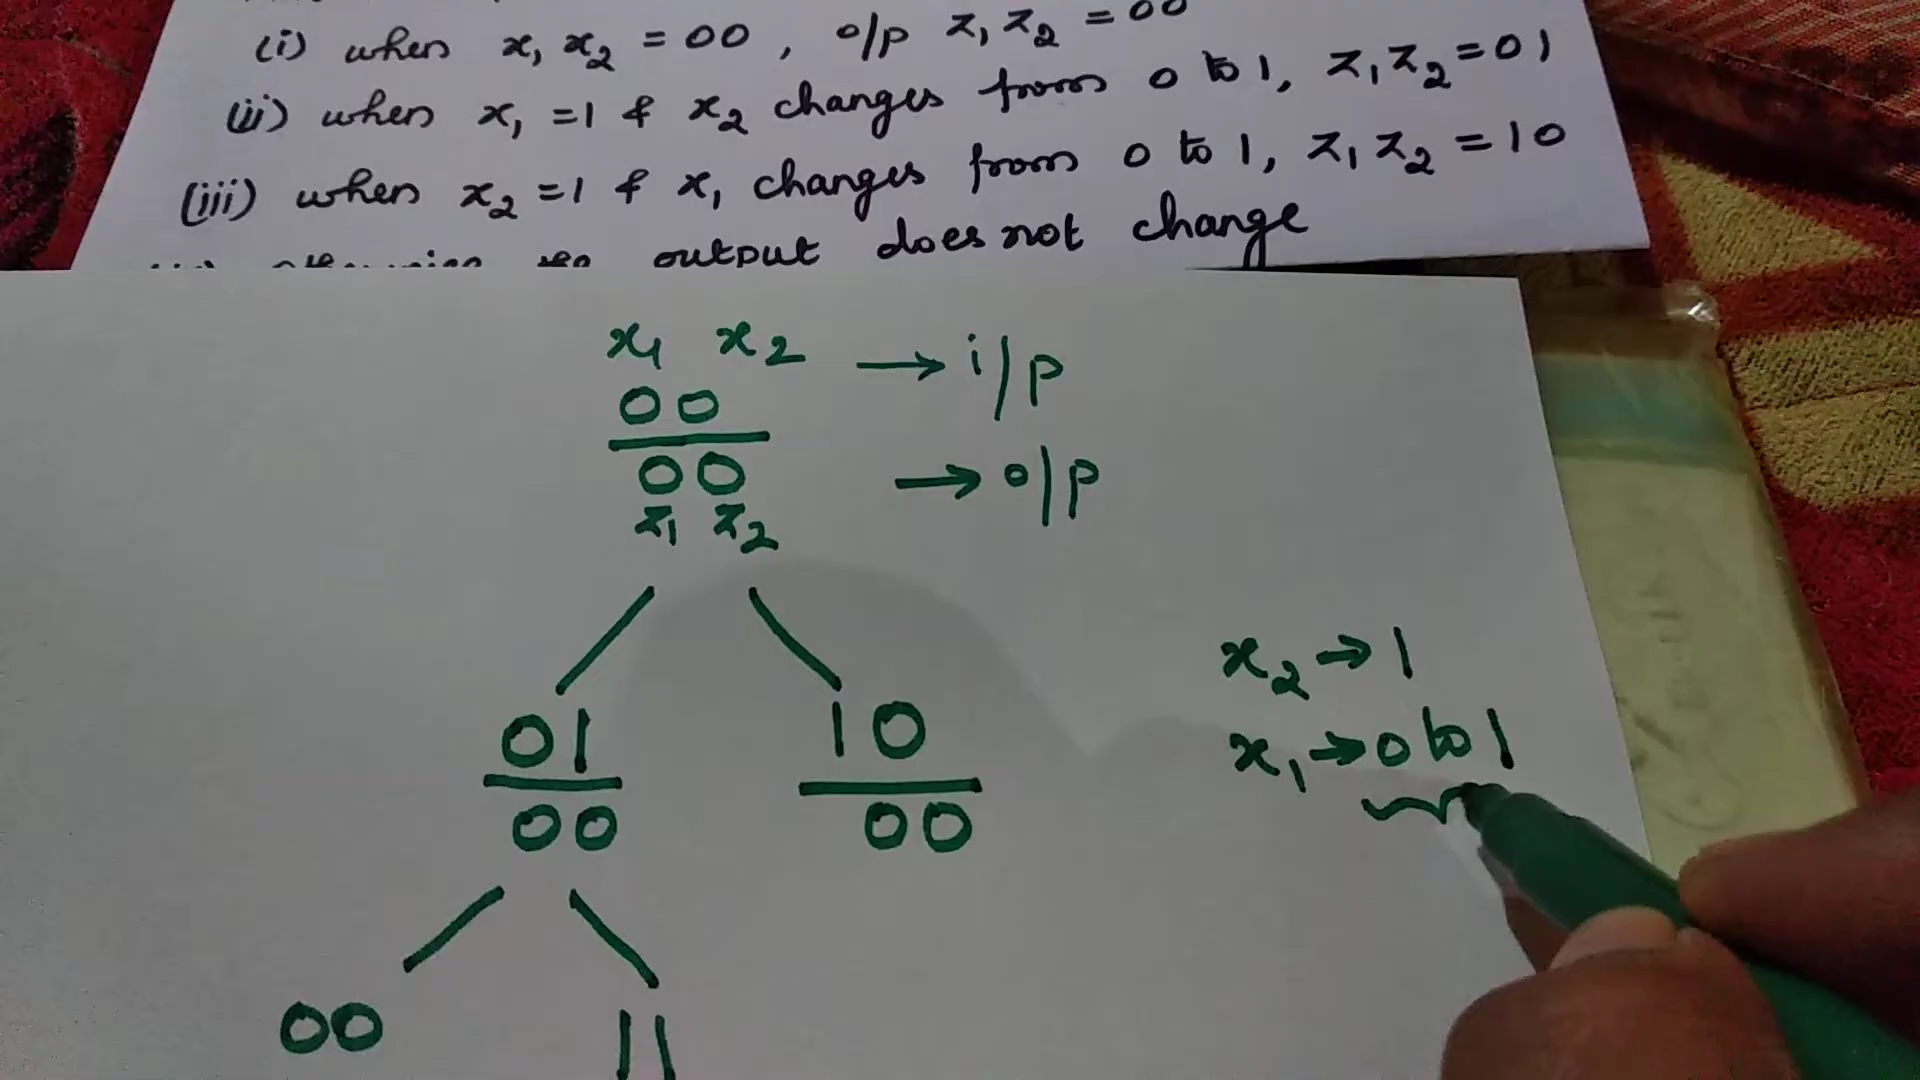 (i) when x₁ x₂ = 00, o/p z₁ z₂ = 00
(ii) when x₁ = 1 & x₂ changes from 0 to 1, z₁ z₂ = 01
(iii) when x₂ = 1 & x₁ changes from 0 to 1, z₁ z₂ = 10
output does not change
x₁ x₂ → i/p
00
00 → o/p
z₁ z₂
x₂ → 1
01 10 x₁ → 0 to 1
00 00
00 11